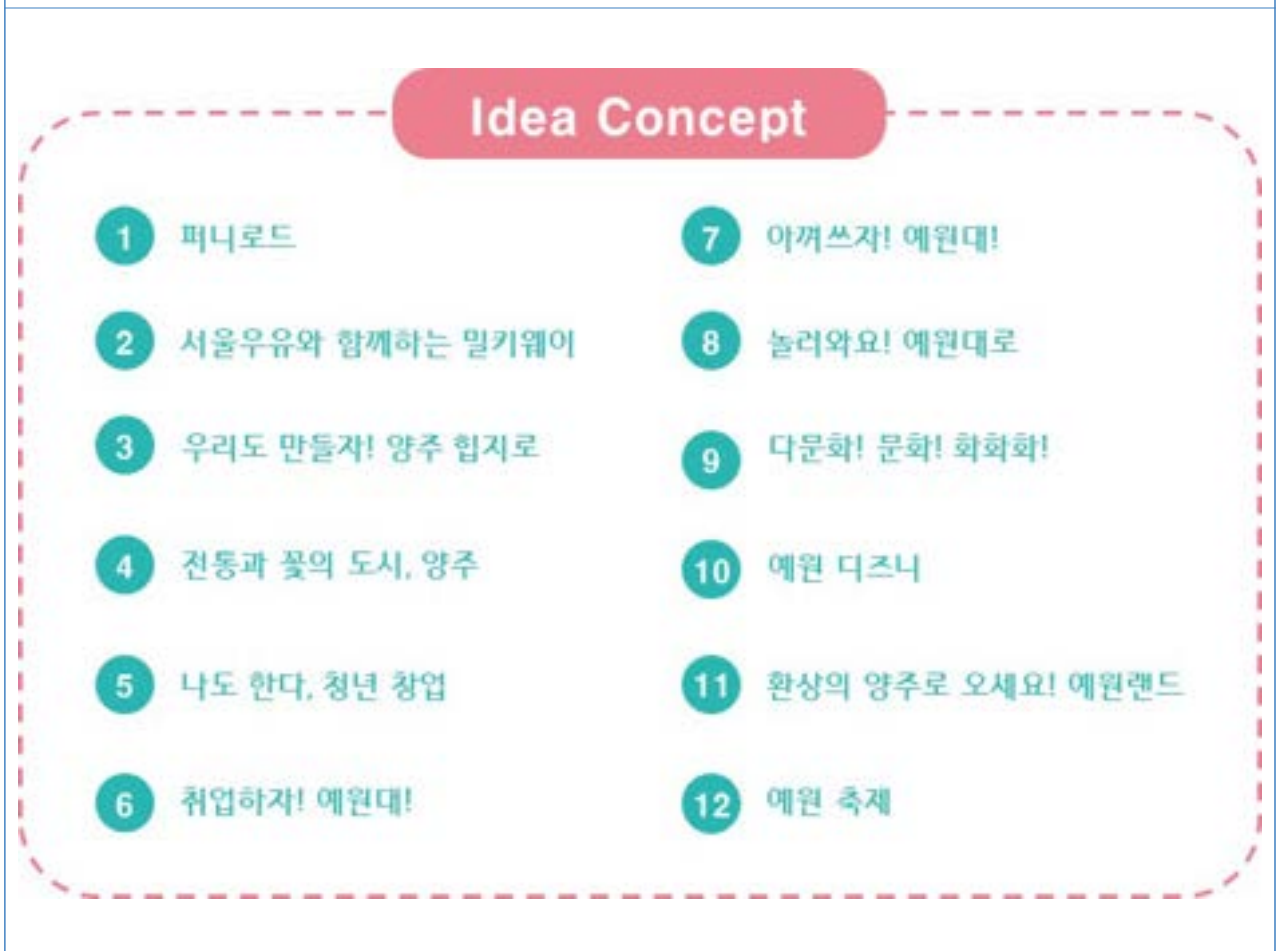 Idea Concept
1 퍼니로드
2 서울우유와 함께하는 밀키웨이
3 우리도 만들자! 양주 힙지로
4 전통과 꽃의 도시, 양주
5 나도 한다, 청년 창업
6 취업하자! 예원대!
7 아껴쓰자! 예원대!
8 놀러와요! 예원대로
9 다문화! 문화! 화화화!
10 예원 디즈니
11 환상의 양주로 오세요! 예원랜드
12 예원 축제